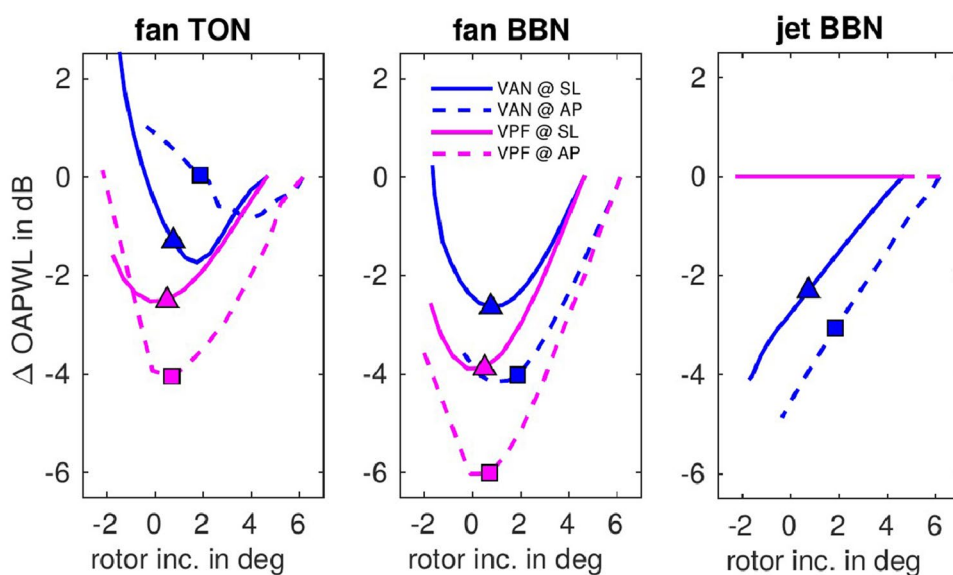 fan TON
fan BBN
jet BBN
Δ OAPWL in dB
2
0
-2
-4
-6
-2 0 2 4 6
rotor inc. in deg
2
0
-2
-4
-6
VAN @ SL
VAN @ AP
VPF @ SL
VPF @ AP
-2 0 2 4 6
rotor inc. in deg
2
0
-2
-4
-6
-2 0 2 4 6
rotor inc. in deg